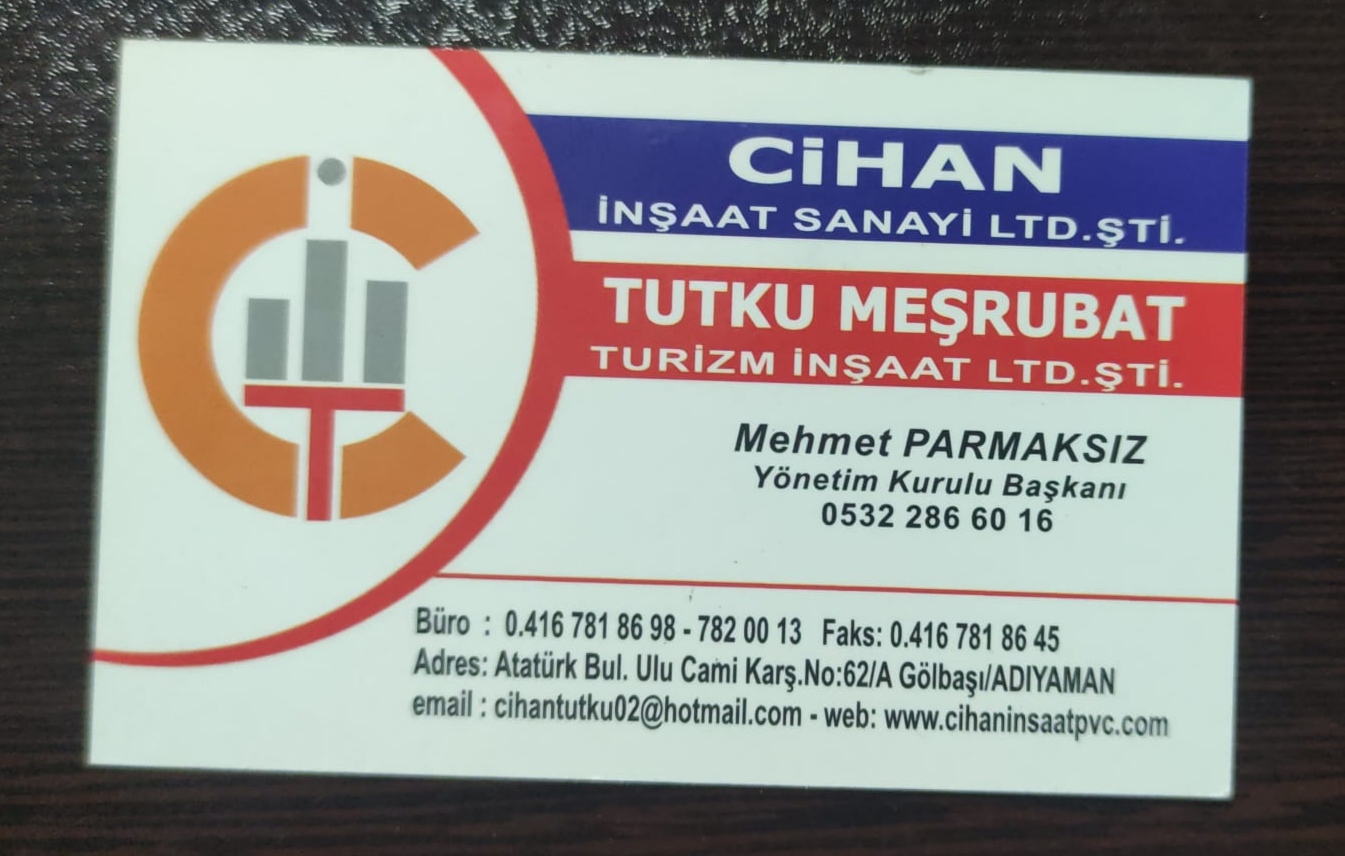 CiHAN
İNŞAAT SANAYİ LTD.ŞTİ.
TUTKU MEŞRUBAT
TURİZM İNŞAAT LTD.ŞTİ.
Mehmet PARMAKSIZ
Yönetim Kurulu Başkanı
0532 286 60 16
Büro : 0.416 781 86 98 - 782 00 13 Faks: 0.416 781 86 45
Adres: Atatürk Bul. Ulu Cami Karş.No:62/A Gölbaşı/ADIYAMAN
email : cihantutku02@hotmail.com - web: www.cihaninsaatpvc.com